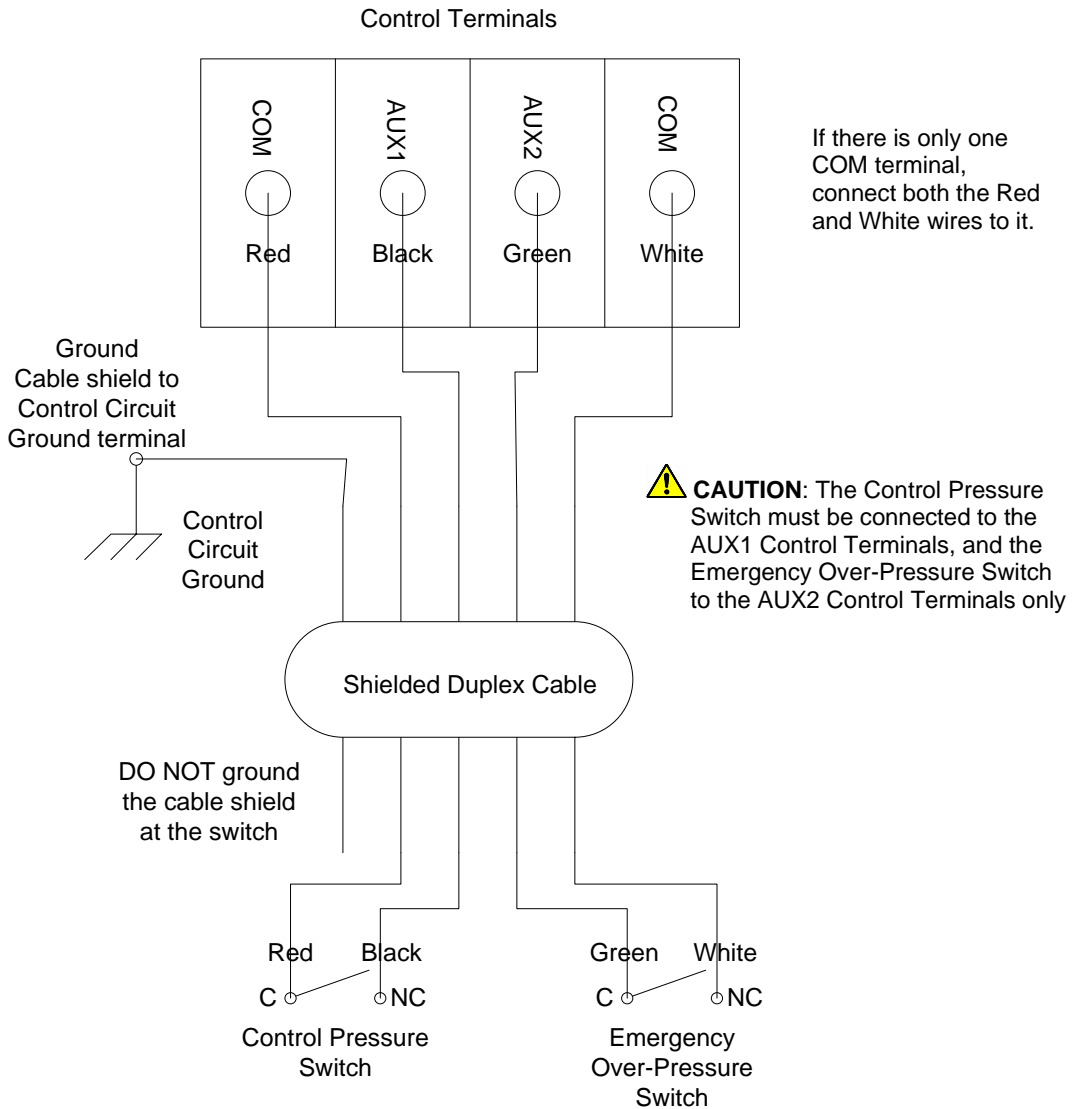 Control Terminals
COM
AUX1
AUX2
COM
Red
Black
Green
White
If there is only one
COM terminal,
connect both the Red
and White wires to it.
Ground
Cable shield to
Control Circuit
Ground terminal
Control
Circuit
Ground
CAUTION: The Control Pressure
Switch must be connected to the
AUX1 Control Terminals, and the
Emergency Over-Pressure Switch
to the AUX2 Control Terminals only
Shielded Duplex Cable
DO NOT ground
the cable shield
at the switch
Red
Black
Green
White
C
NC
C
NC
Control Pressure
Switch
Emergency
Over-Pressure
Switch